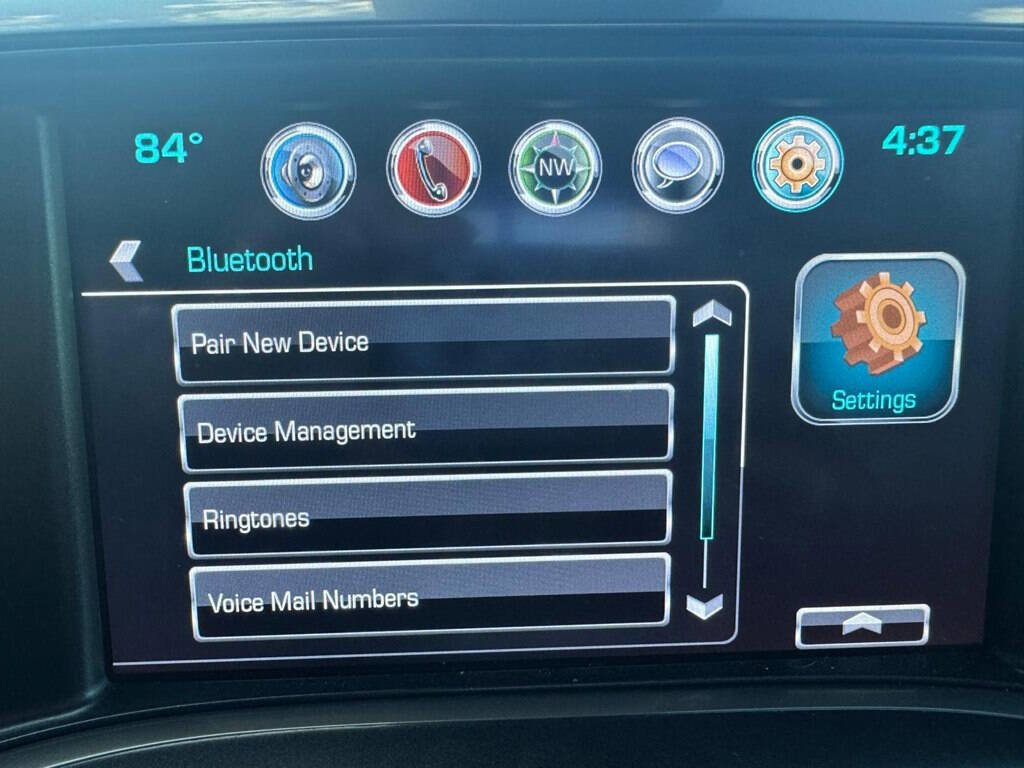 84°
NW
4:37
Bluetooth
Pair New Device
Settings
Device Management
Ringtones
Voice Mail Numbers